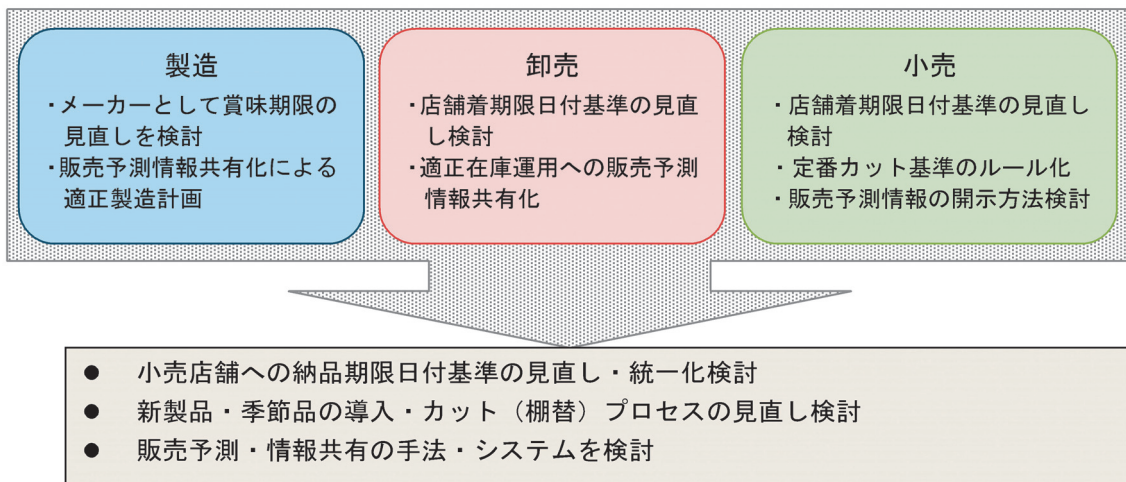 製造
・メーカーとして賞味期限の
見直しを検討
・販売予測情報共有化による
適正製造計画
卸売
・店舗着期限日付基準の見直
し検討
・適正在庫運用への販売予測
情報共有化
小売
・店舗着期限日付基準の見直し
検討
・定番カット基準のルール化
・販売予測情報の開示方法検討
● 小売店舗への納品期限日付基準の見直し・統一化検討
● 新製品・季節品の導入・カット（棚替）プロセスの見直し検討
● 販売予測・情報共有の手法・システムを検討